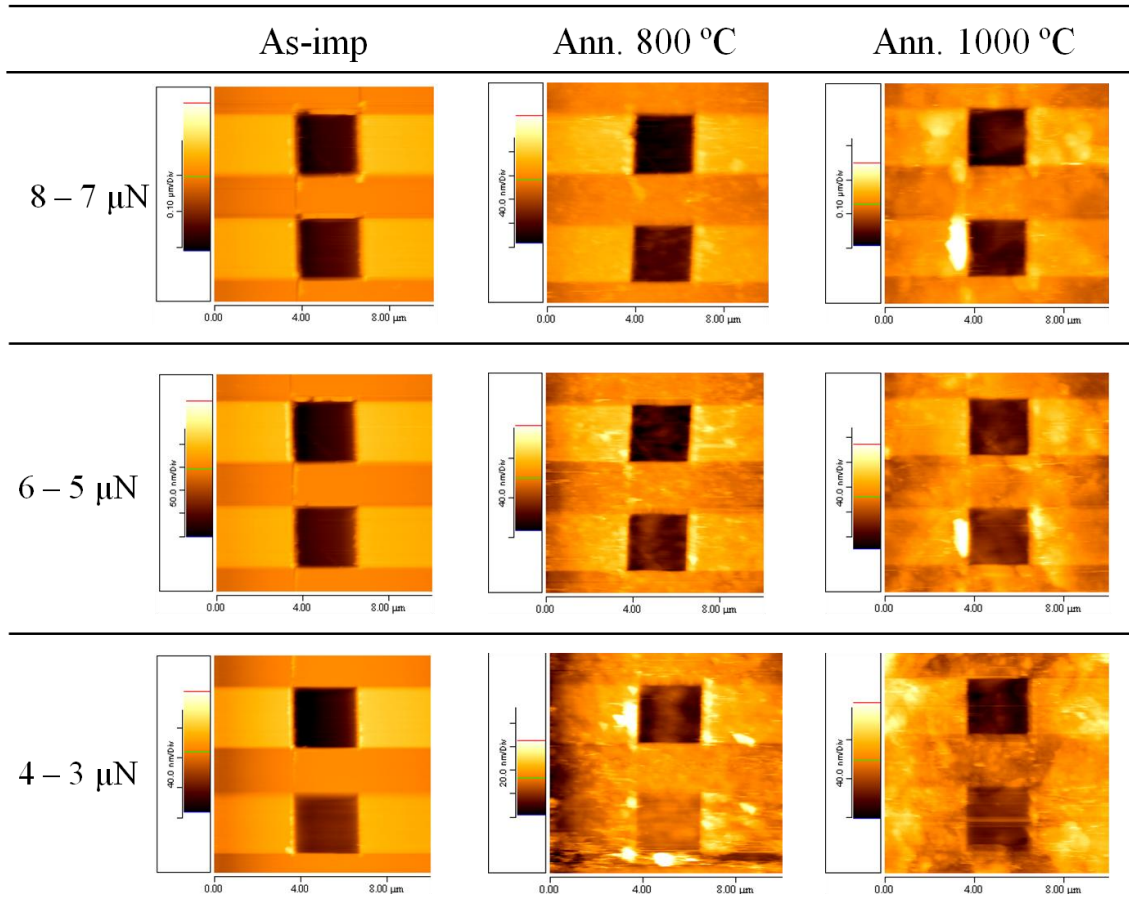 As-imp
Ann. 800 ºC
Ann. 1000 ºC
8 – 7 μN
0.10 μm/Div
0.00 4.00 8.00 μm
40.0 nm/Div
0.00 4.00 8.00 μm
0.10 μm/Div
0.00 4.00 8.00 μm
6 – 5 μN
50.0 nm/Div
0.00 4.00 8.00 μm
40.0 nm/Div
0.00 4.00 8.00 μm
40.0 nm/Div
0.00 4.00 8.00 μm
4 – 3 μN
40.0 nm/Div
0.00 4.00 8.00 μm
20.0 nm/Div
0.00 4.00 8.00 μm
40.0 nm/Div
0.00 4.00 8.00 μm